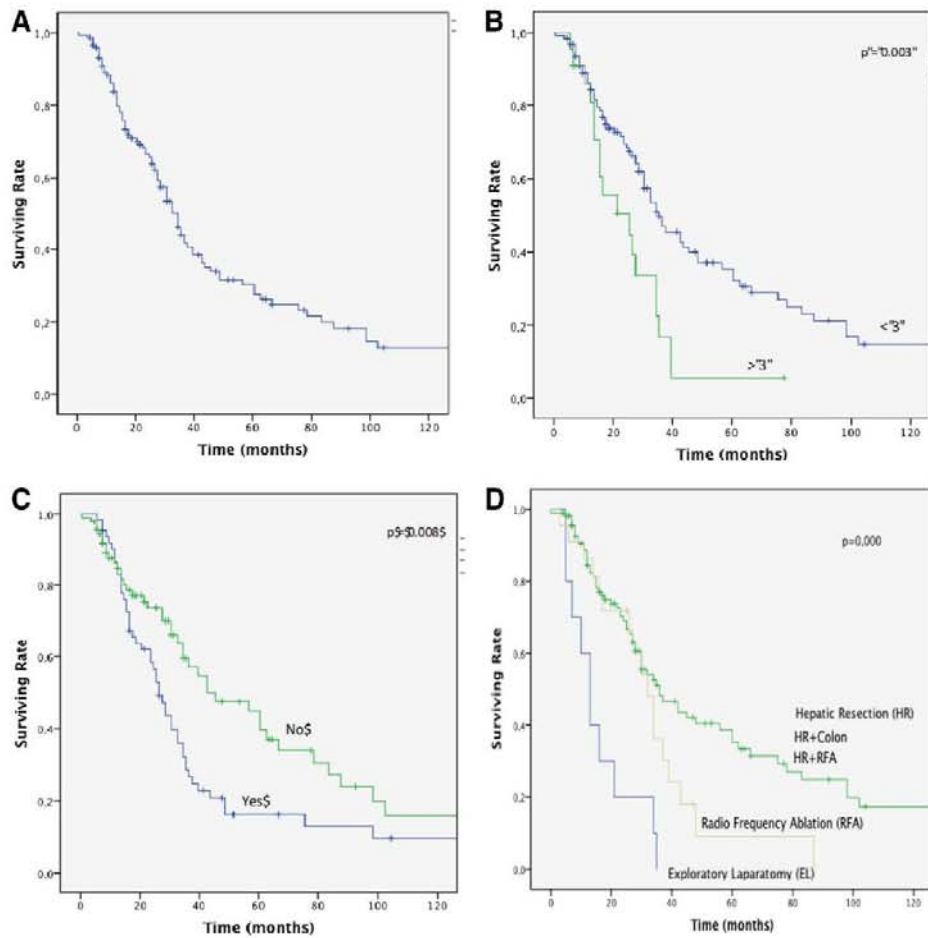 A
1,0
0,8
0,6
0,4
0,2
0,0
Surviving Rate
0 20 40 60 80 100 120
Time (months)
B
p"="0.003"
1,0
0,8
0,6
0,4
0,2
0,0
Surviving Rate
<"3"
>"3"
0 20 40 60 80 100 120
Time (months)
C
p$=$0.008$
1,0
0,8
0,6
0,4
0,2
0,0
Surviving Rate
No$
Yes$
0 20 40 60 80 100 120
Time (months)
D
p=0.000
1,0
0,8
0,6
0,4
0,2
0,0
Surviving Rate
Hepatic Resection (HR)
HR+Colon
HR+RFA
Radio Frequency Ablation (RFA)
Exploratory Laparatomy (EL)
0 20 40 60 80 100 120
Time (months)